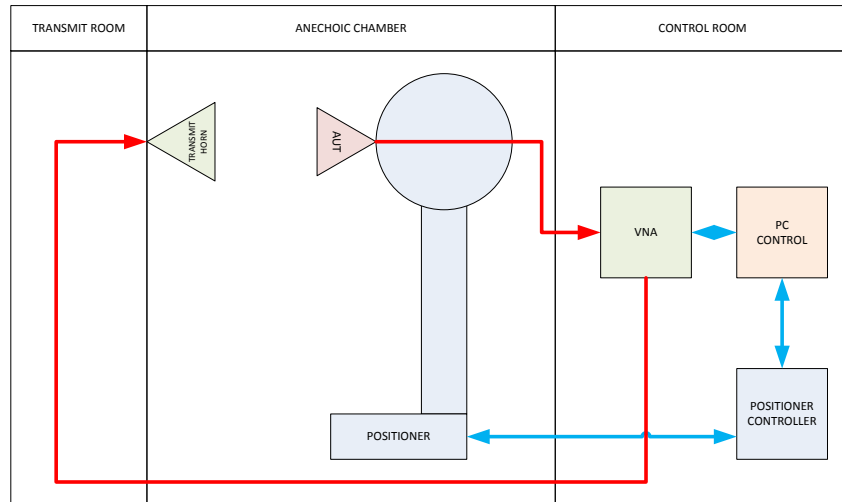 TRANSMIT ROOM
ANECHOIC CHAMBER
CONTROL ROOM
TRANSMIT
HORN
AUT
VNA
PC
CONTROL
POSITIONER
POSITIONER
CONTROLLER